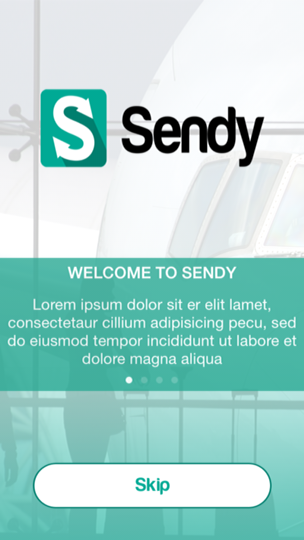 S Sendy
WELCOME TO SENDY
Lorem ipsum dolor sit er elit lamet,
consectetaur cillium adipisicing pecu, sed
do eiusmod tempor incididunt ut labore et
dolore magna aliqua
Skip